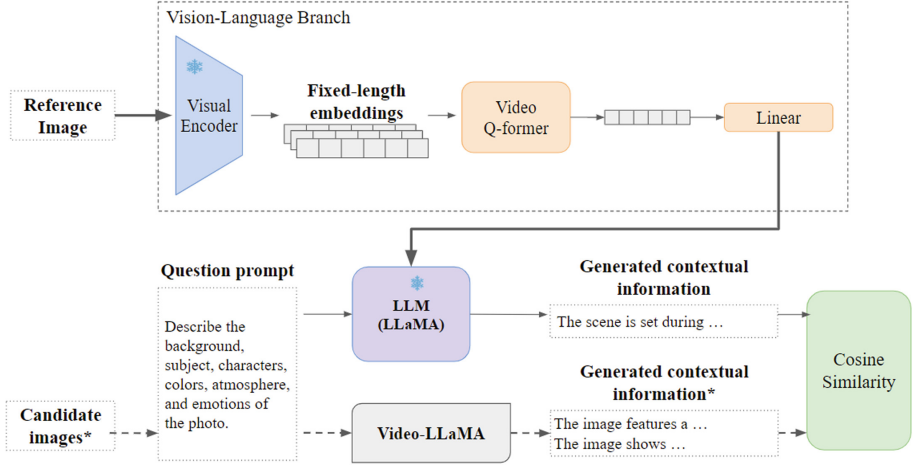 Vision-Language Branch
Reference
Image
Visual
Encoder
Fixed-length
embeddings
Video
Q-former
Linear
Question prompt
Describe the
background,
subject, characters,
colors, atmosphere,
and emotions of
the photo.
LLM
(LLaMA)
Generated contextual
information
The scene is set during …
Cosine
Similarity
Candidate
images*
Video-LLaMA
Generated contextual
information*
The image features a …
The image shows …